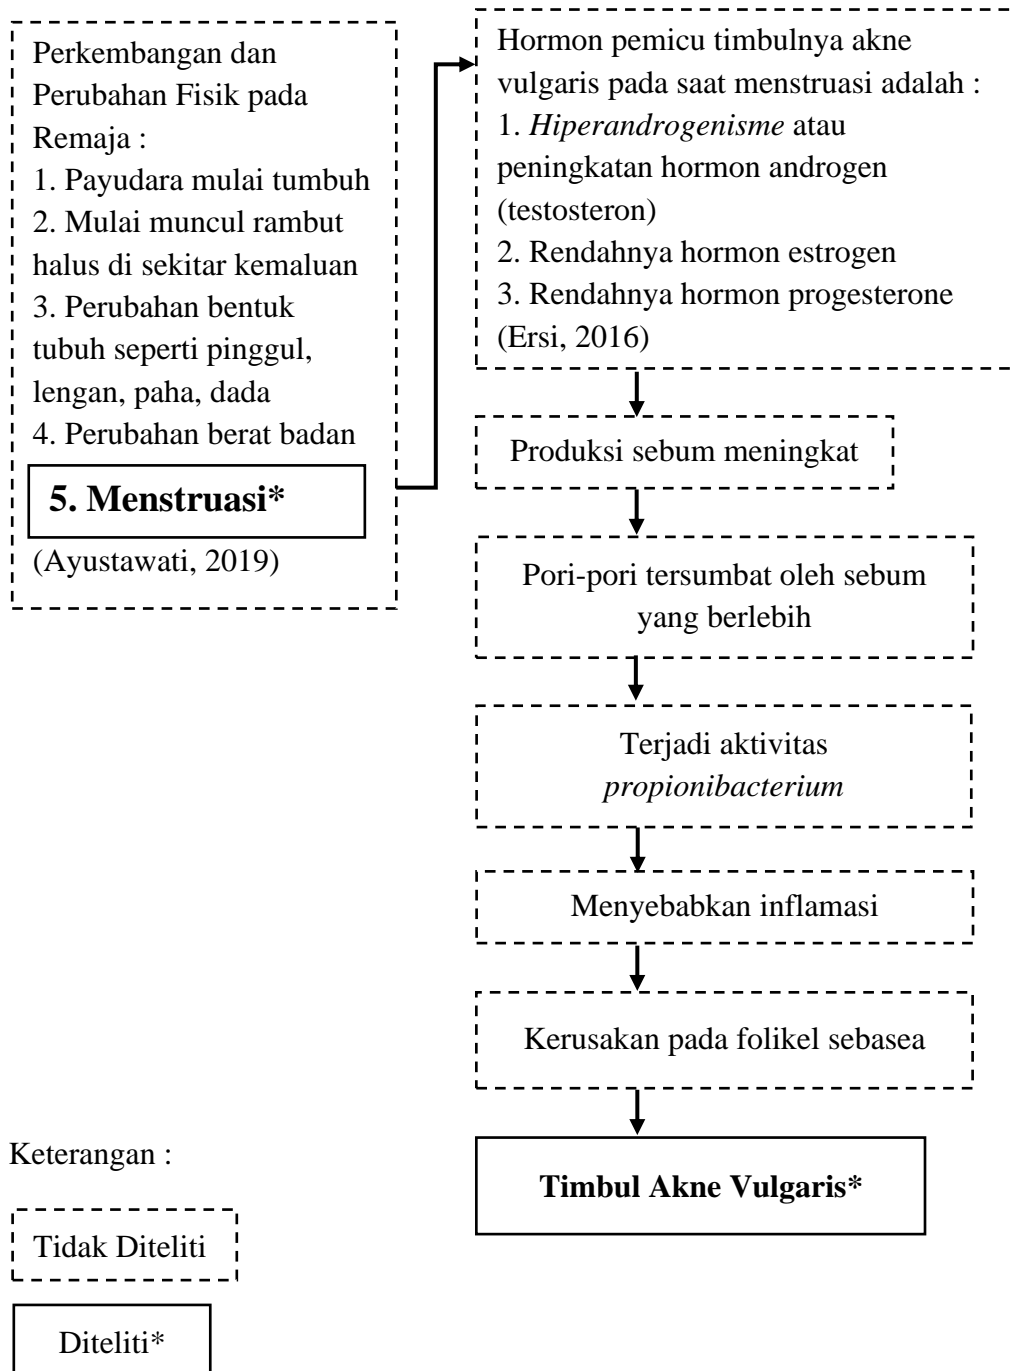 Perkembangan dan
Perubahan Fisik pada
Remaja :
1. Payudara mulai tumbuh
2. Mulai muncul rambut
halus di sekitar kemaluan
3. Perubahan bentuk
tubuh seperti pinggul,
lengan, paha, dada
4. Perubahan berat badan
5. Menstruasi*
(Ayustawati, 2019)
Hormon pemicu timbulnya akne
vulgaris pada saat menstruasi adalah :
1. Hiperandrogenisme atau
peningkatan hormon androgen
(testosteron)
2. Rendahnya hormon estrogen
3. Rendahnya hormon progesterone
(Ersi, 2016)
Produksi sebum meningkat
Pori-pori tersumbat oleh sebum
yang berlebih
Terjadi aktivitas
propionibacterium
Menyebabkan inflamasi
Kerusakan pada folikel sebasea
Timbul Akne Vulgaris*
Keterangan :
Tidak Diteliti
Diteliti*